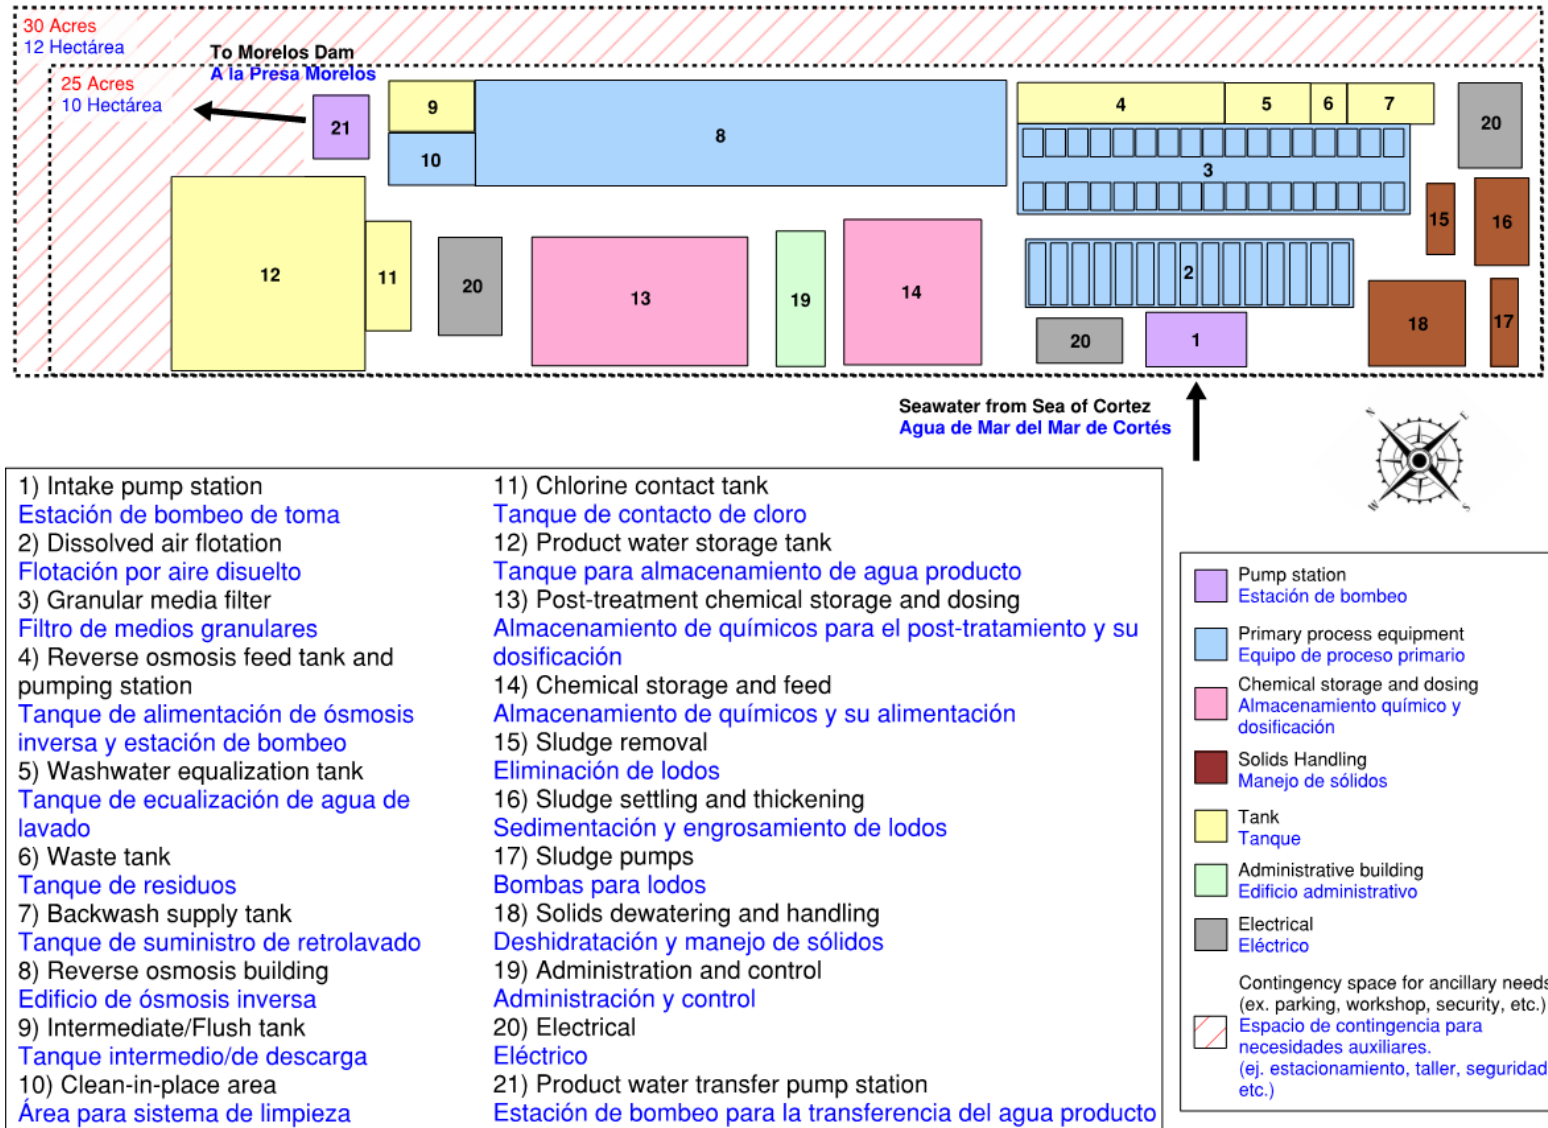 30 Acres
12 Hectárea
To Morelos Dam
A la Presa Morelos
25 Acres
10 Hectárea
21
9
10
8
4
5
6
7
20
3
15
16
12
11
20
13
19
14
2
20
1
18
17
Seawater from Sea of Cortez
Agua de Mar del Mar de Cortés
N
E
W
S
1) Intake pump station
Estación de bombeo de toma
2) Dissolved air flotation
Flotación por aire disuelto
3) Granular media filter
Filtro de medios granulares
4) Reverse osmosis feed tank and
pumping station
Tanque de alimentación de ósmosis
inversa y estación de bombeo
5) Washwater equalization tank
Tanque de ecualización de agua de
lavado
6) Waste tank
Tanque de residuos
7) Backwash supply tank
Tanque de suministro de retrolavado
8) Reverse osmosis building
Edificio de ósmosis inversa
9) Intermediate/Flush tank
Tanque intermedio/de descarga
10) Clean-in-place area
Área para sistema de limpieza
11) Chlorine contact tank
Tanque de contacto de cloro
12) Product water storage tank
Tanque para almacenamiento de agua producto
13) Post-treatment chemical storage and dosing
Almacenamiento de químicos para el post-tratamiento y su
dosificación
14) Chemical storage and feed
Almacenamiento de químicos y su alimentación
15) Sludge removal
Eliminación de lodos
16) Sludge settling and thickening
Sedimentación y engrosamiento de lodos
17) Sludge pumps
Bombas para lodos
18) Solids dewatering and handling
Deshidratación y manejo de sólidos
19) Administration and control
Administración y control
20) Electrical
Eléctrico
21) Product water transfer pump station
Estación de bombeo para la transferencia del agua producto
Pump station
Estación de bombeo
Primary process equipment
Equipo de proceso primario
Chemical storage and dosing
Almacenamiento químico y
dosificación
Solids Handling
Manejo de sólidos
Tank
Tanque
Administrative building
Edificio administrativo
Electrical
Eléctrico
Contingency space for ancillary needs
(ex. parking, workshop, security, etc.)
Espacio de contingencia para
necesidades auxiliares.
(ej. estacionamiento, taller, seguridad
etc.)